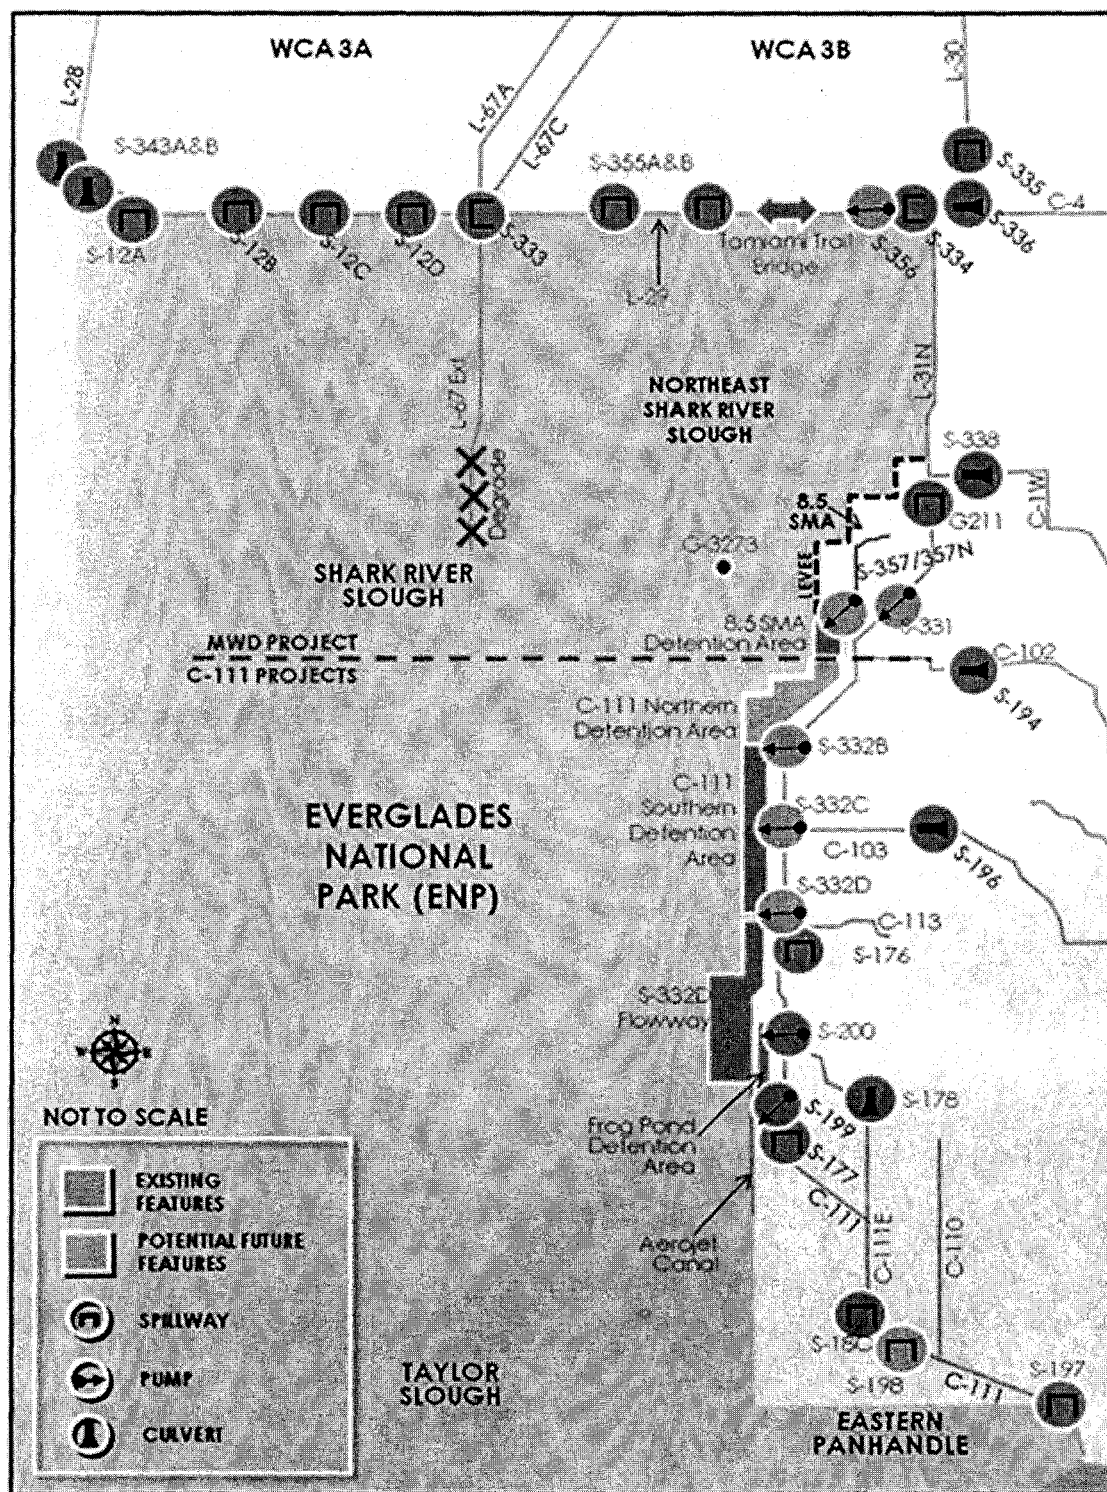 WCA 3A
WCA 3B
L-28
L-67A
L-67C
L-30
S-343A&B
S-355A&B
S-335
C-4
S-336
S-12A
S-12B
S-12C
S-12D
S-333
Tamiami Trail
Bridge
S-356
S-334
L-29
L-67 Ext
L-31N
NORTHEAST
SHARK RIVER
SLOUGH
S-338
C-1W
Degrade
8.5
SMA
G211
G-3273
LEVEE
S-357/357N
SHARK RIVER
SLOUGH
8.5 SMA
Detention Area
MWD PROJECT
C-111 PROJECTS
C-102
S-194
C-111 Northern
Detention Area
S-332B
C-111
Southern
Detention
Area
S-332C
EVERGLADES
NATIONAL
PARK (ENP)
C-103
S-196
S-332D
C-113
S-176
S-332D
Flowway
S-200
N
W
E
S
NOT TO SCALE
S-178
S-199
Frog Pond
Detention
Area
S-177
C-111
EXISTING
FEATURES
POTENTIAL FUTURE
FEATURES
SPILLWAY
PUMP
CULVERT
Aerojet
Canal
C-111E
C-110
S-18C
S-198
C-111
S-197
TAYLOR
SLOUGH
EASTERN
PANHANDLE